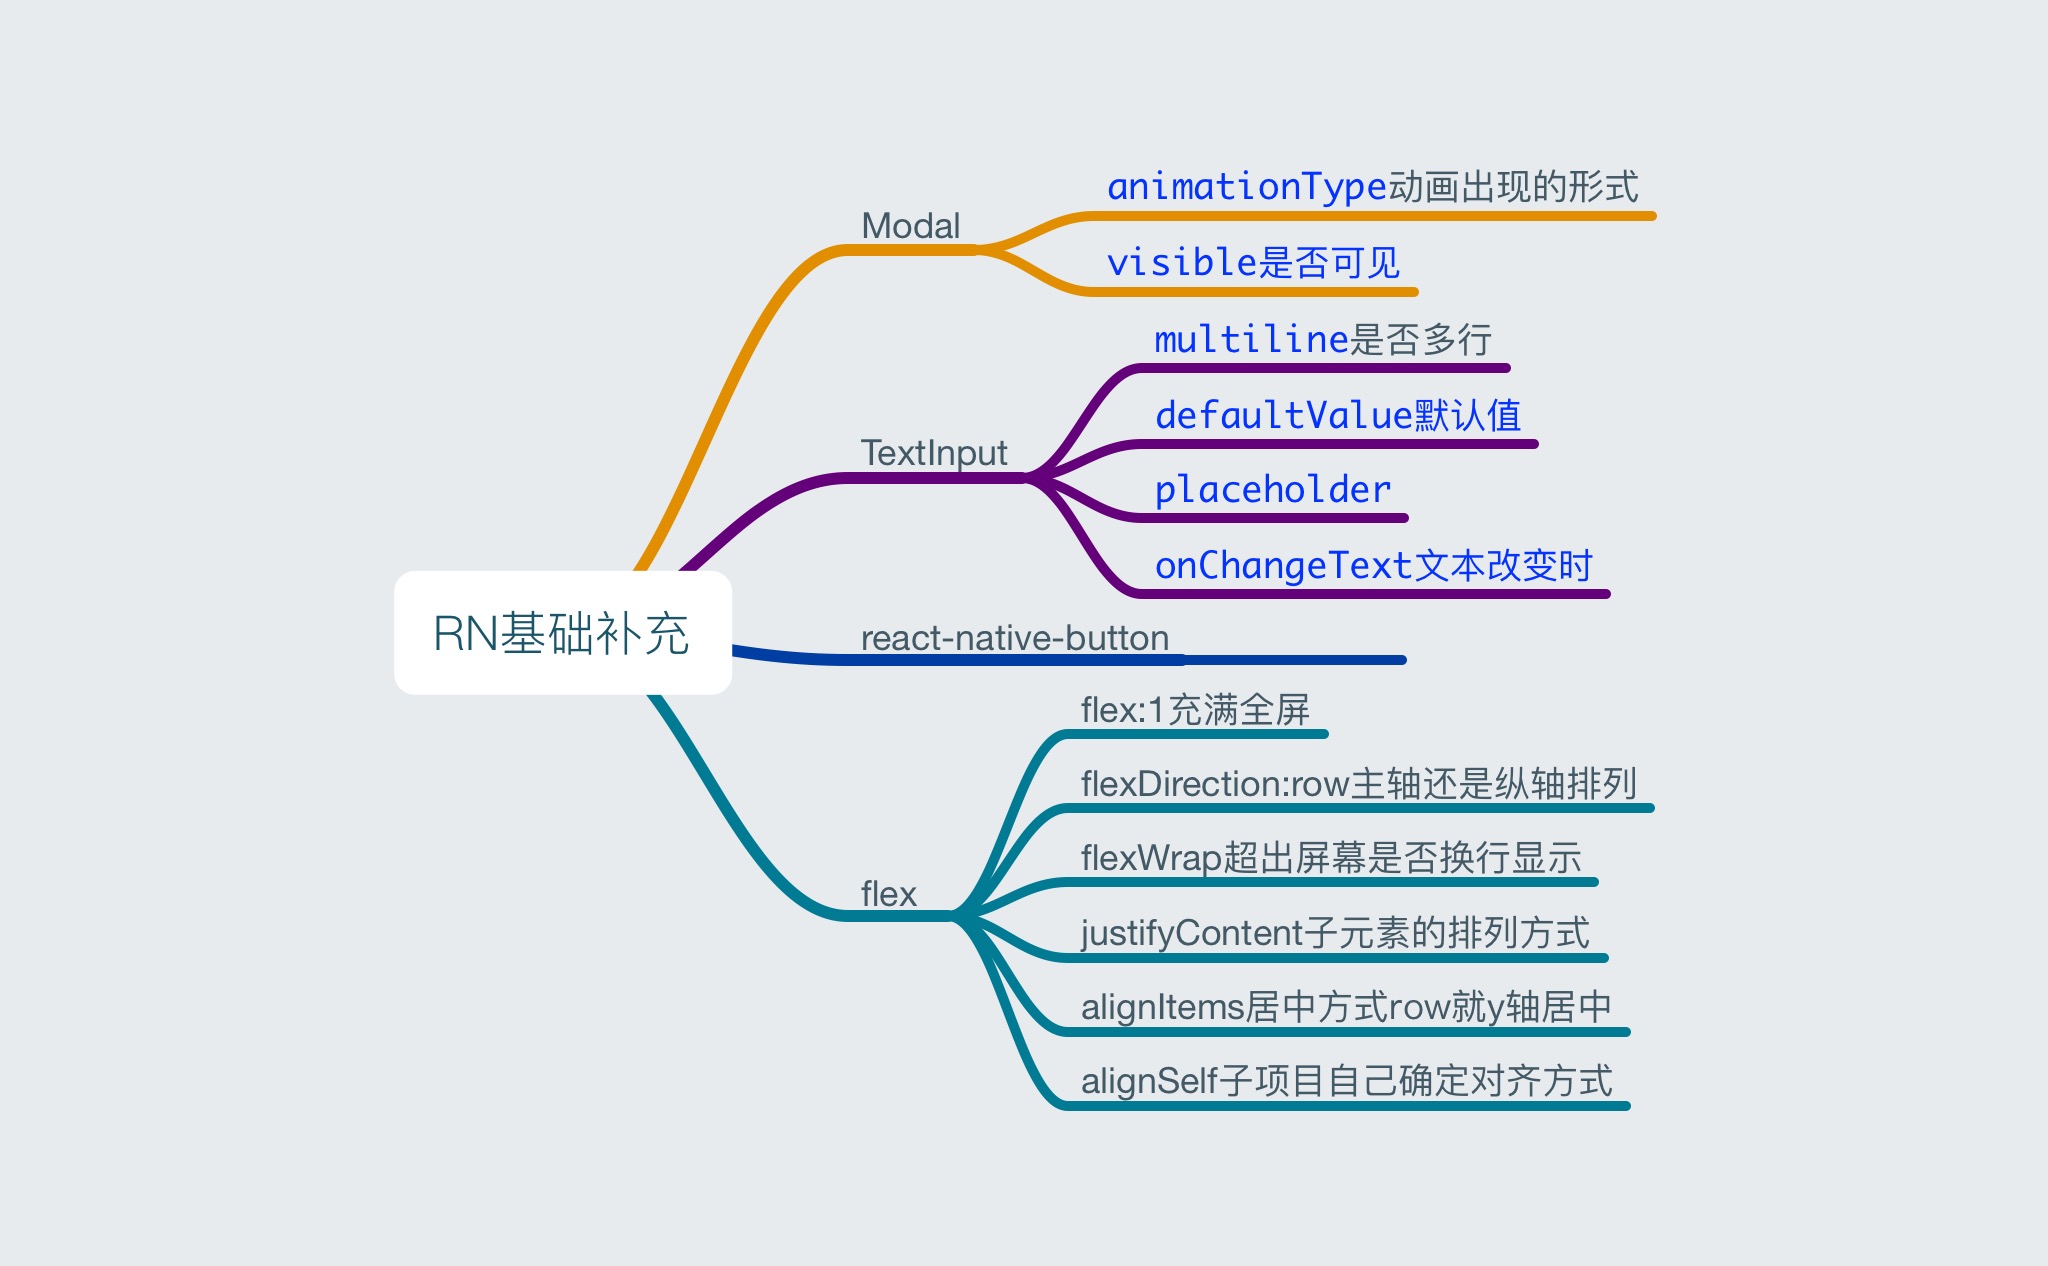 RN基础补充
Modal
animationType动画出现的形式
visible是否可见
TextInput
multiline是否多行
defaultValue默认值
placeholder
onChangeText文本改变时
react-native-button
flex
flex:1充满全屏
flexDirection:row主轴还是纵轴排列
flexWrap超出屏幕是否换行显示
justifyContent子元素的排列方式
alignItems居中方式row就y轴居中
alignSelf子项目自己确定对齐方式